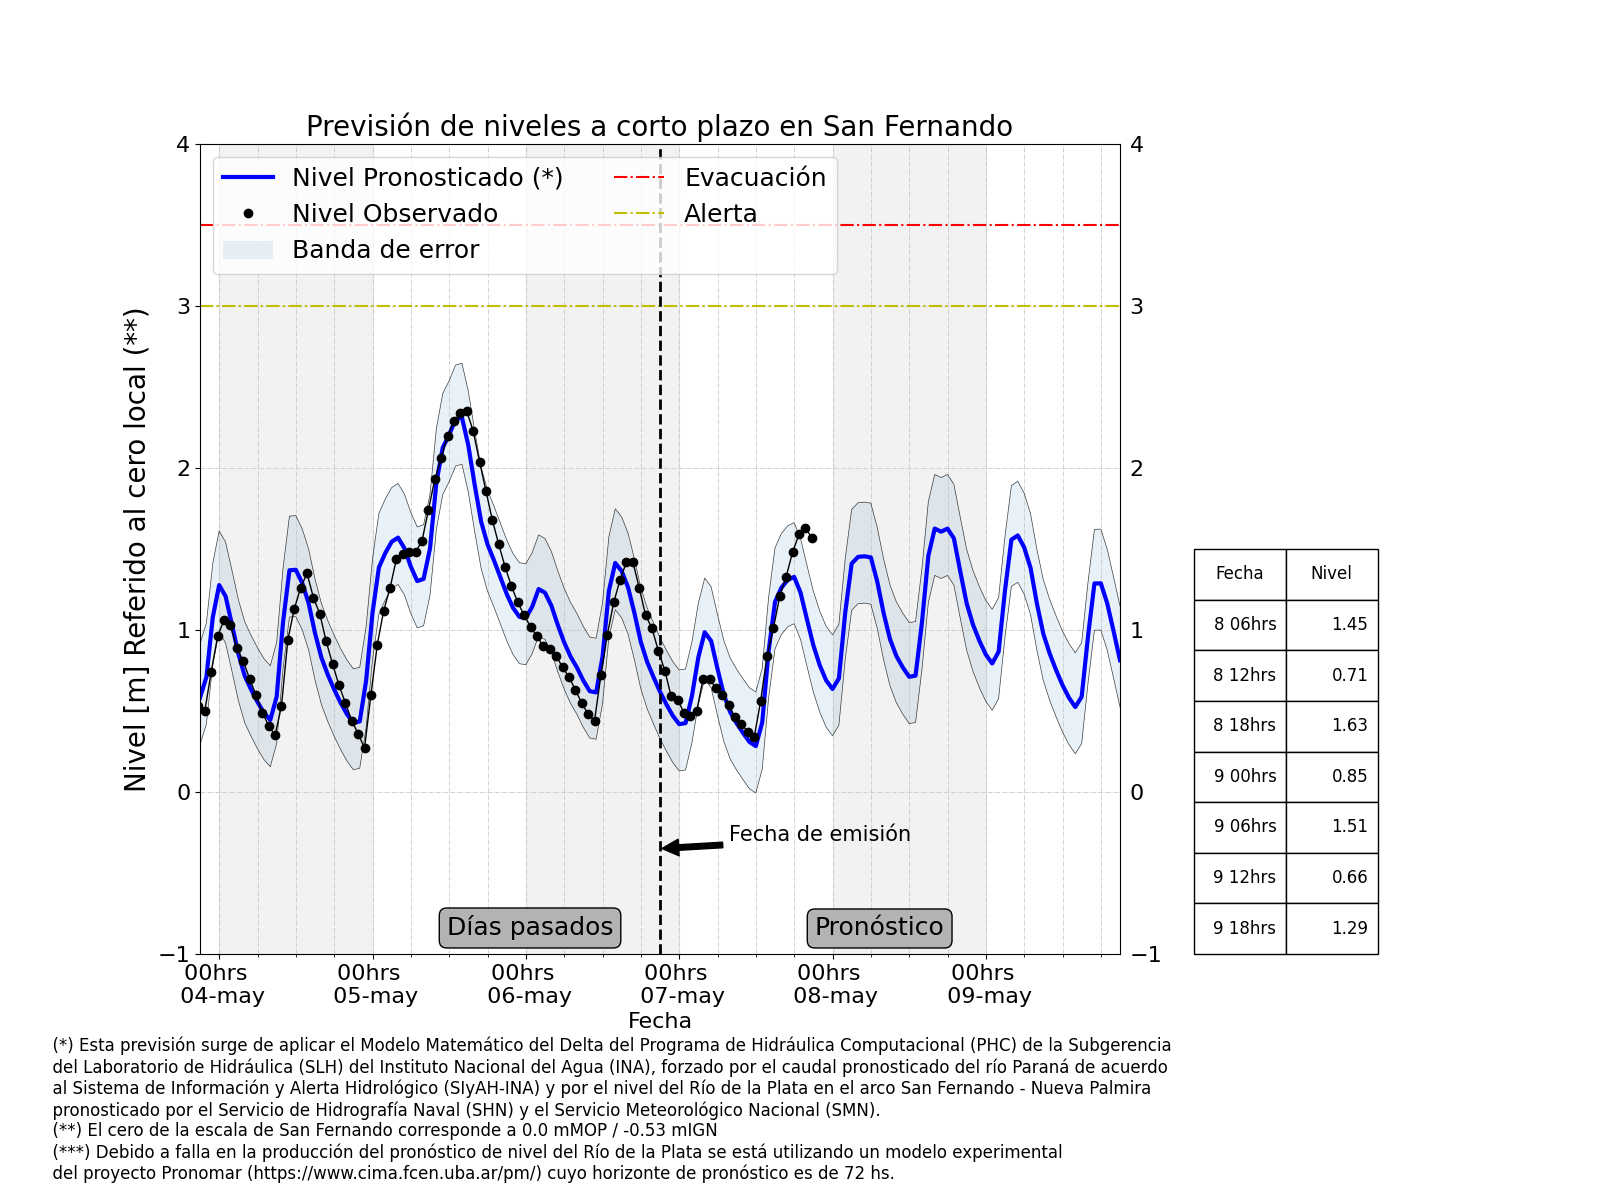 Previsión de niveles a corto plazo en San Fernando
Nivel Pronosticado (*)
Nivel Observado
Banda de error
Evacuación
Alerta
Nivel [m] Referido al cero local (**)
4
3
2
1
0
−1
4
3
2
1
0
−1
Fecha de emisión
Días pasados
Pronóstico
00hrs
04-may
00hrs
05-may
00hrs
06-may
00hrs
07-may
00hrs
08-may
00hrs
09-may
Fecha
Fecha Nivel
8 06hrs 1.45
8 12hrs 0.71
8 18hrs 1.63
9 00hrs 0.85
9 06hrs 1.51
9 12hrs 0.66
9 18hrs 1.29
(*) Esta previsión surge de aplicar el Modelo Matemático del Delta del Programa de Hidráulica Computacional (PHC) de la Subgerencia
del Laboratorio de Hidráulica (SLH) del Instituto Nacional del Agua (INA), forzado por el caudal pronosticado del río Paraná de acuerdo
al Sistema de Información y Alerta Hidrológico (SIyAH-INA) y por el nivel del Río de la Plata en el arco San Fernando - Nueva Palmira
pronosticado por el Servicio de Hidrografía Naval (SHN) y el Servicio Meteorológico Nacional (SMN).
(**) El cero de la escala de San Fernando corresponde a 0.0 mMOP / -0.53 mIGN
(***) Debido a falla en la producción del pronóstico de nivel del Río de la Plata se está utilizando un modelo experimental
del proyecto Pronomar (https://www.cima.fcen.uba.ar/pm/) cuyo horizonte de pronóstico es de 72 hs.